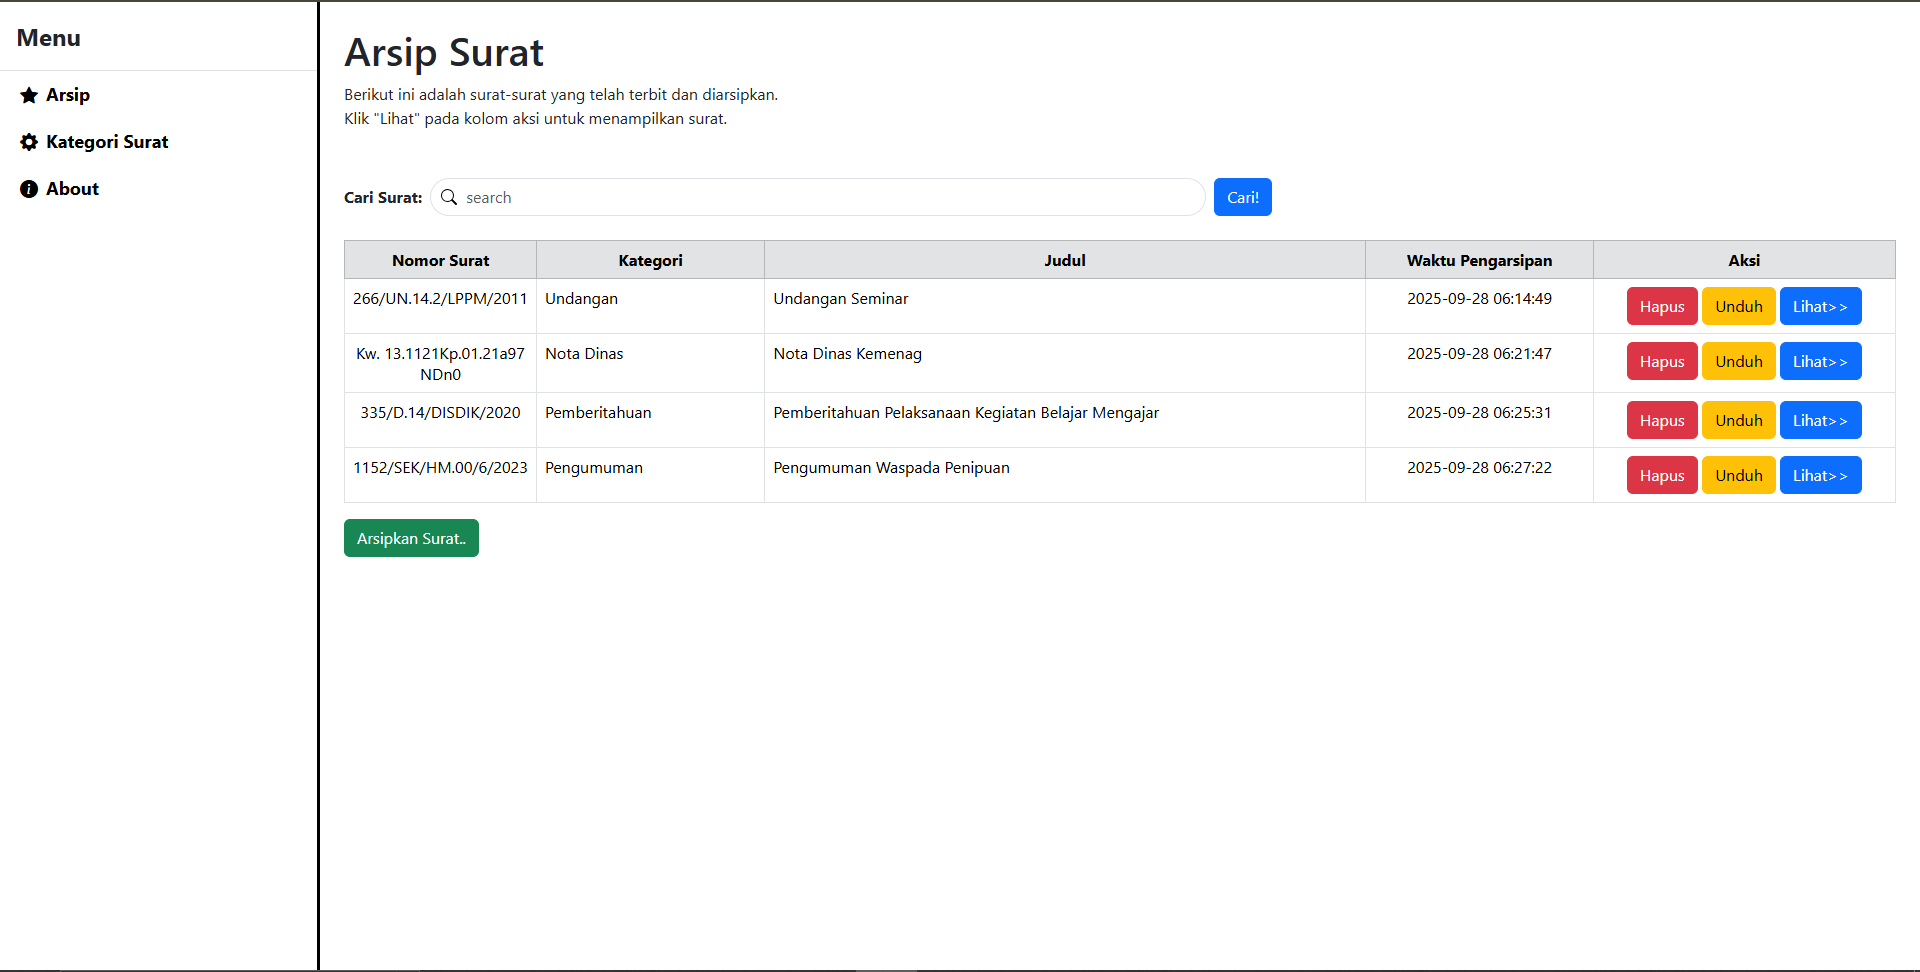 Menu
Arsip
Kategori Surat
About
Arsip Surat
Berikut ini adalah surat-surat yang telah terbit dan diarsipkan.
Klik "Lihat" pada kolom aksi untuk menampilkan surat.
Cari Surat: search Cari!
Nomor Surat Kategori Judul Waktu Pengarsipan Aksi
266/UN.14.2/LPPM/2011 Undangan Undangan Seminar 2025-09-28 06:14:49 Hapus Unduh Lihat>>
Kw. 13.1121Kp.01.21a97 Nota Dinas Nota Dinas Kemenag 2025-09-28 06:21:47 Hapus Unduh Lihat>>
NDn0
335/D.14/DISDIK/2020 Pemberitahuan Pemberitahuan Pelaksanaan Kegiatan Belajar Mengajar 2025-09-28 06:25:31 Hapus Unduh Lihat>>
1152/SEK/HM.00/6/2023 Pengumuman Pengumuman Waspada Penipuan 2025-09-28 06:27:22 Hapus Unduh Lihat>>
Arsipkan Surat..